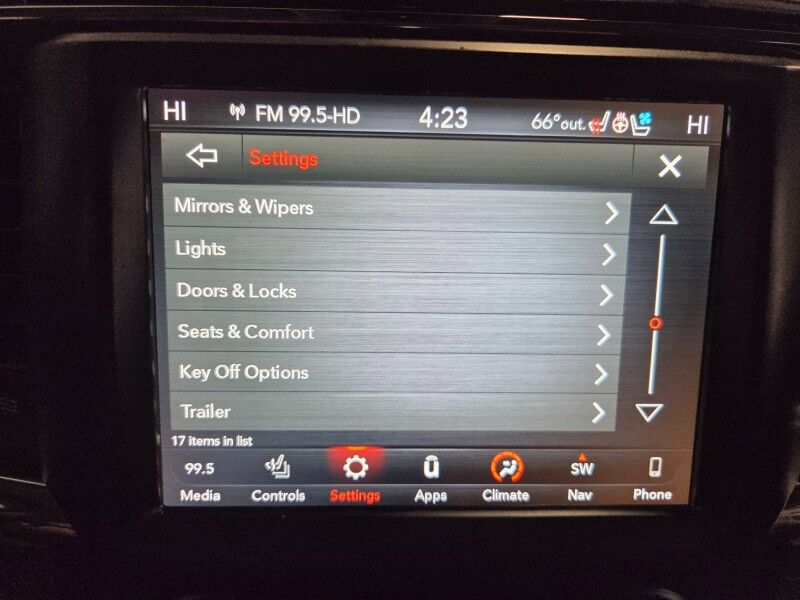 HI FM 99.5-HD 4:23 66° out. HI
Settings
Mirrors & Wipers
Lights
Doors & Locks
Seats & Comfort
Key Off Options
Trailer
17 items in list
99.5 SW
Media Controls Settings Apps Climate Nav Phone